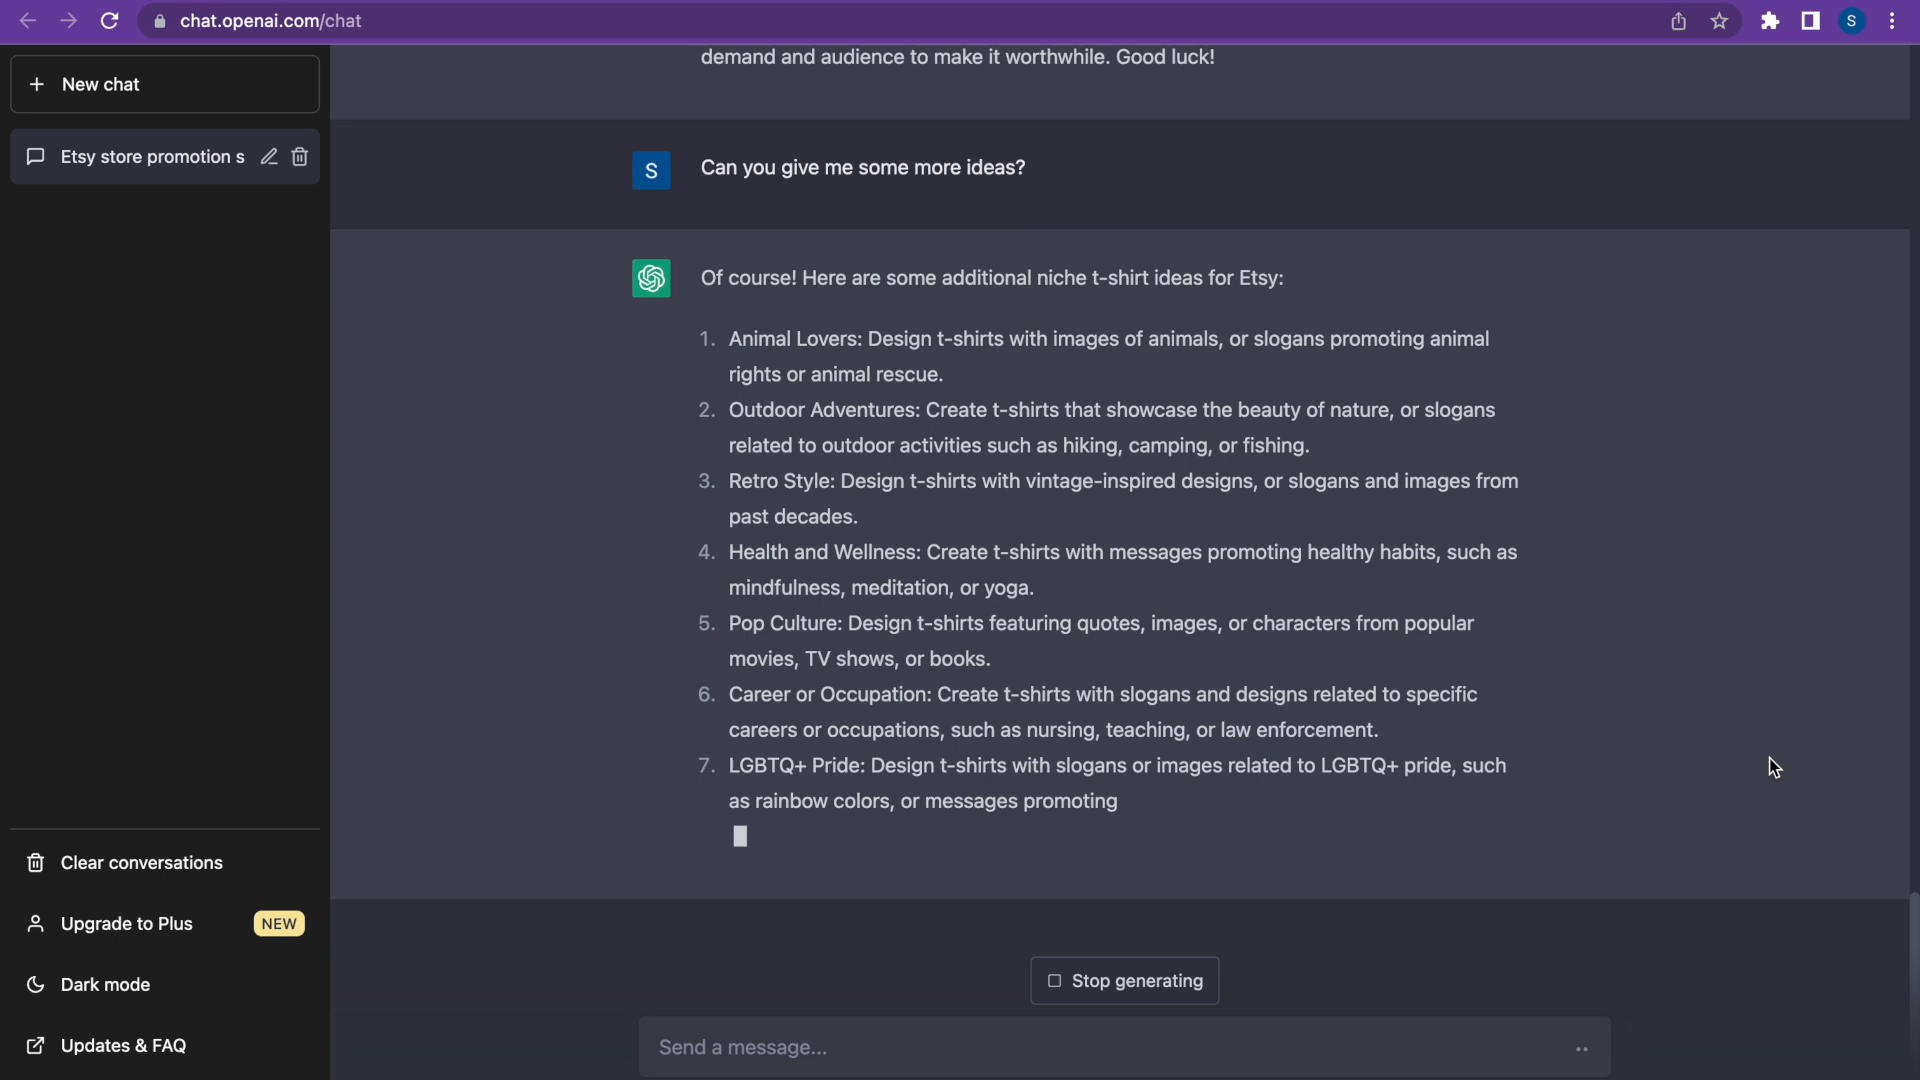 chat.openai.com/chat
S
New chat
Etsy store promotion s
demand and audience to make it worthwhile. Good luck!
S
Can you give me some more ideas?
Of course! Here are some additional niche t-shirt ideas for Etsy:
1. Animal Lovers: Design t-shirts with images of animals, or slogans promoting animal
rights or animal rescue.
2. Outdoor Adventures: Create t-shirts that showcase the beauty of nature, or slogans
related to outdoor activities such as hiking, camping, or fishing.
3. Retro Style: Design t-shirts with vintage-inspired designs, or slogans and images from
past decades.
4. Health and Wellness: Create t-shirts with messages promoting healthy habits, such as
mindfulness, meditation, or yoga.
5. Pop Culture: Design t-shirts featuring quotes, images, or characters from popular
movies, TV shows, or books.
6. Career or Occupation: Create t-shirts with slogans and designs related to specific
careers or occupations, such as nursing, teaching, or law enforcement.
7. LGBTQ+ Pride: Design t-shirts with slogans or images related to LGBTQ+ pride, such
as rainbow colors, or messages promoting
Clear conversations
Upgrade to Plus NEW
Dark mode
Updates & FAQ
Stop generating
Send a message...